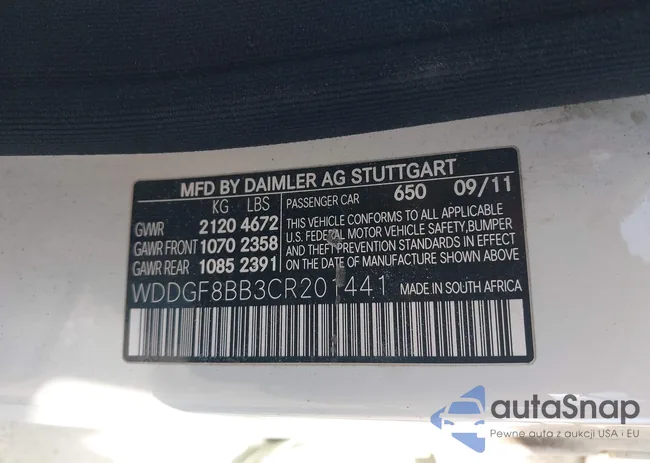 MFD BY DAIMLER AG STUTTGART
KG LBS PASSENGER CAR 650 09/11
GVWR 2120 4672
GAWR FRONT 1070 2358
GAWR REAR 1085 2391
THIS VEHICLE CONFORMS TO ALL APPLICABLE
U.S. FEDERAL MOTOR VEHICLE SAFETY,BUMPER
AND THEFT PREVENTION STANDARDS IN EFFECT
ON THE DATE OF MANUFACTURE SHOWN ABOVE
WDDGF8BB3CR201441 MADE IN SOUTH AFRICA
autoSnap
Pewne auta z aukcji USA i EU